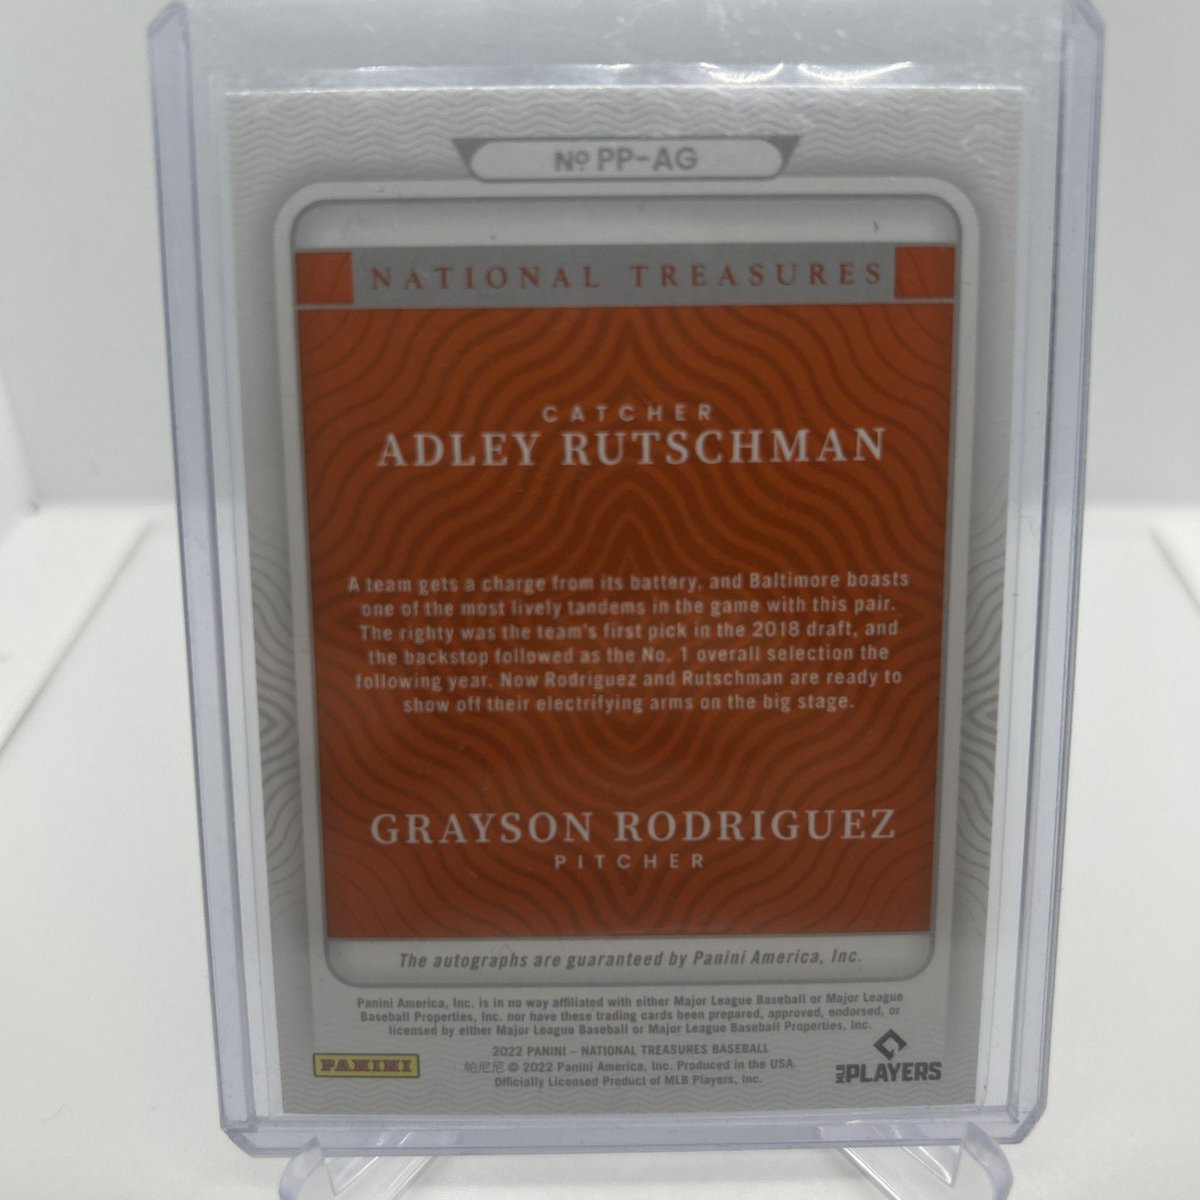 Nº PP-AG
NATIONAL TREASURES
CATCHER
ADLEY RUTSCHMAN
A team gets a charge from its battery, and Baltimore boasts
one of the most lively tandems in the game with this pair.
The righty was the team's first pick in the 2018 draft, and
the backstop followed as the No. 1 overall selection the
following year. Now Rodriguez and Rutschman are ready to
show off their electrifying arms on the big stage.
GRAYSON RODRIGUEZ
PITCHER
The autographs are guaranteed by Panini America, Inc.
Panini America, Inc. is in no way affiliated with either Major League Baseball or Major League
Baseball Properties, Inc. nor have these trading cards been prepared, approved, endorsed, or
licensed by either Major League Baseball or Major League Baseball Properties, Inc.
2022 PANINI – NATIONAL TREASURES BASEBALL
帕尼尼 © 2022 Panini America, Inc. Produced in the USA.
Officially Licensed Product of MLB Players, Inc.
PANINI
MLB PLAYERS